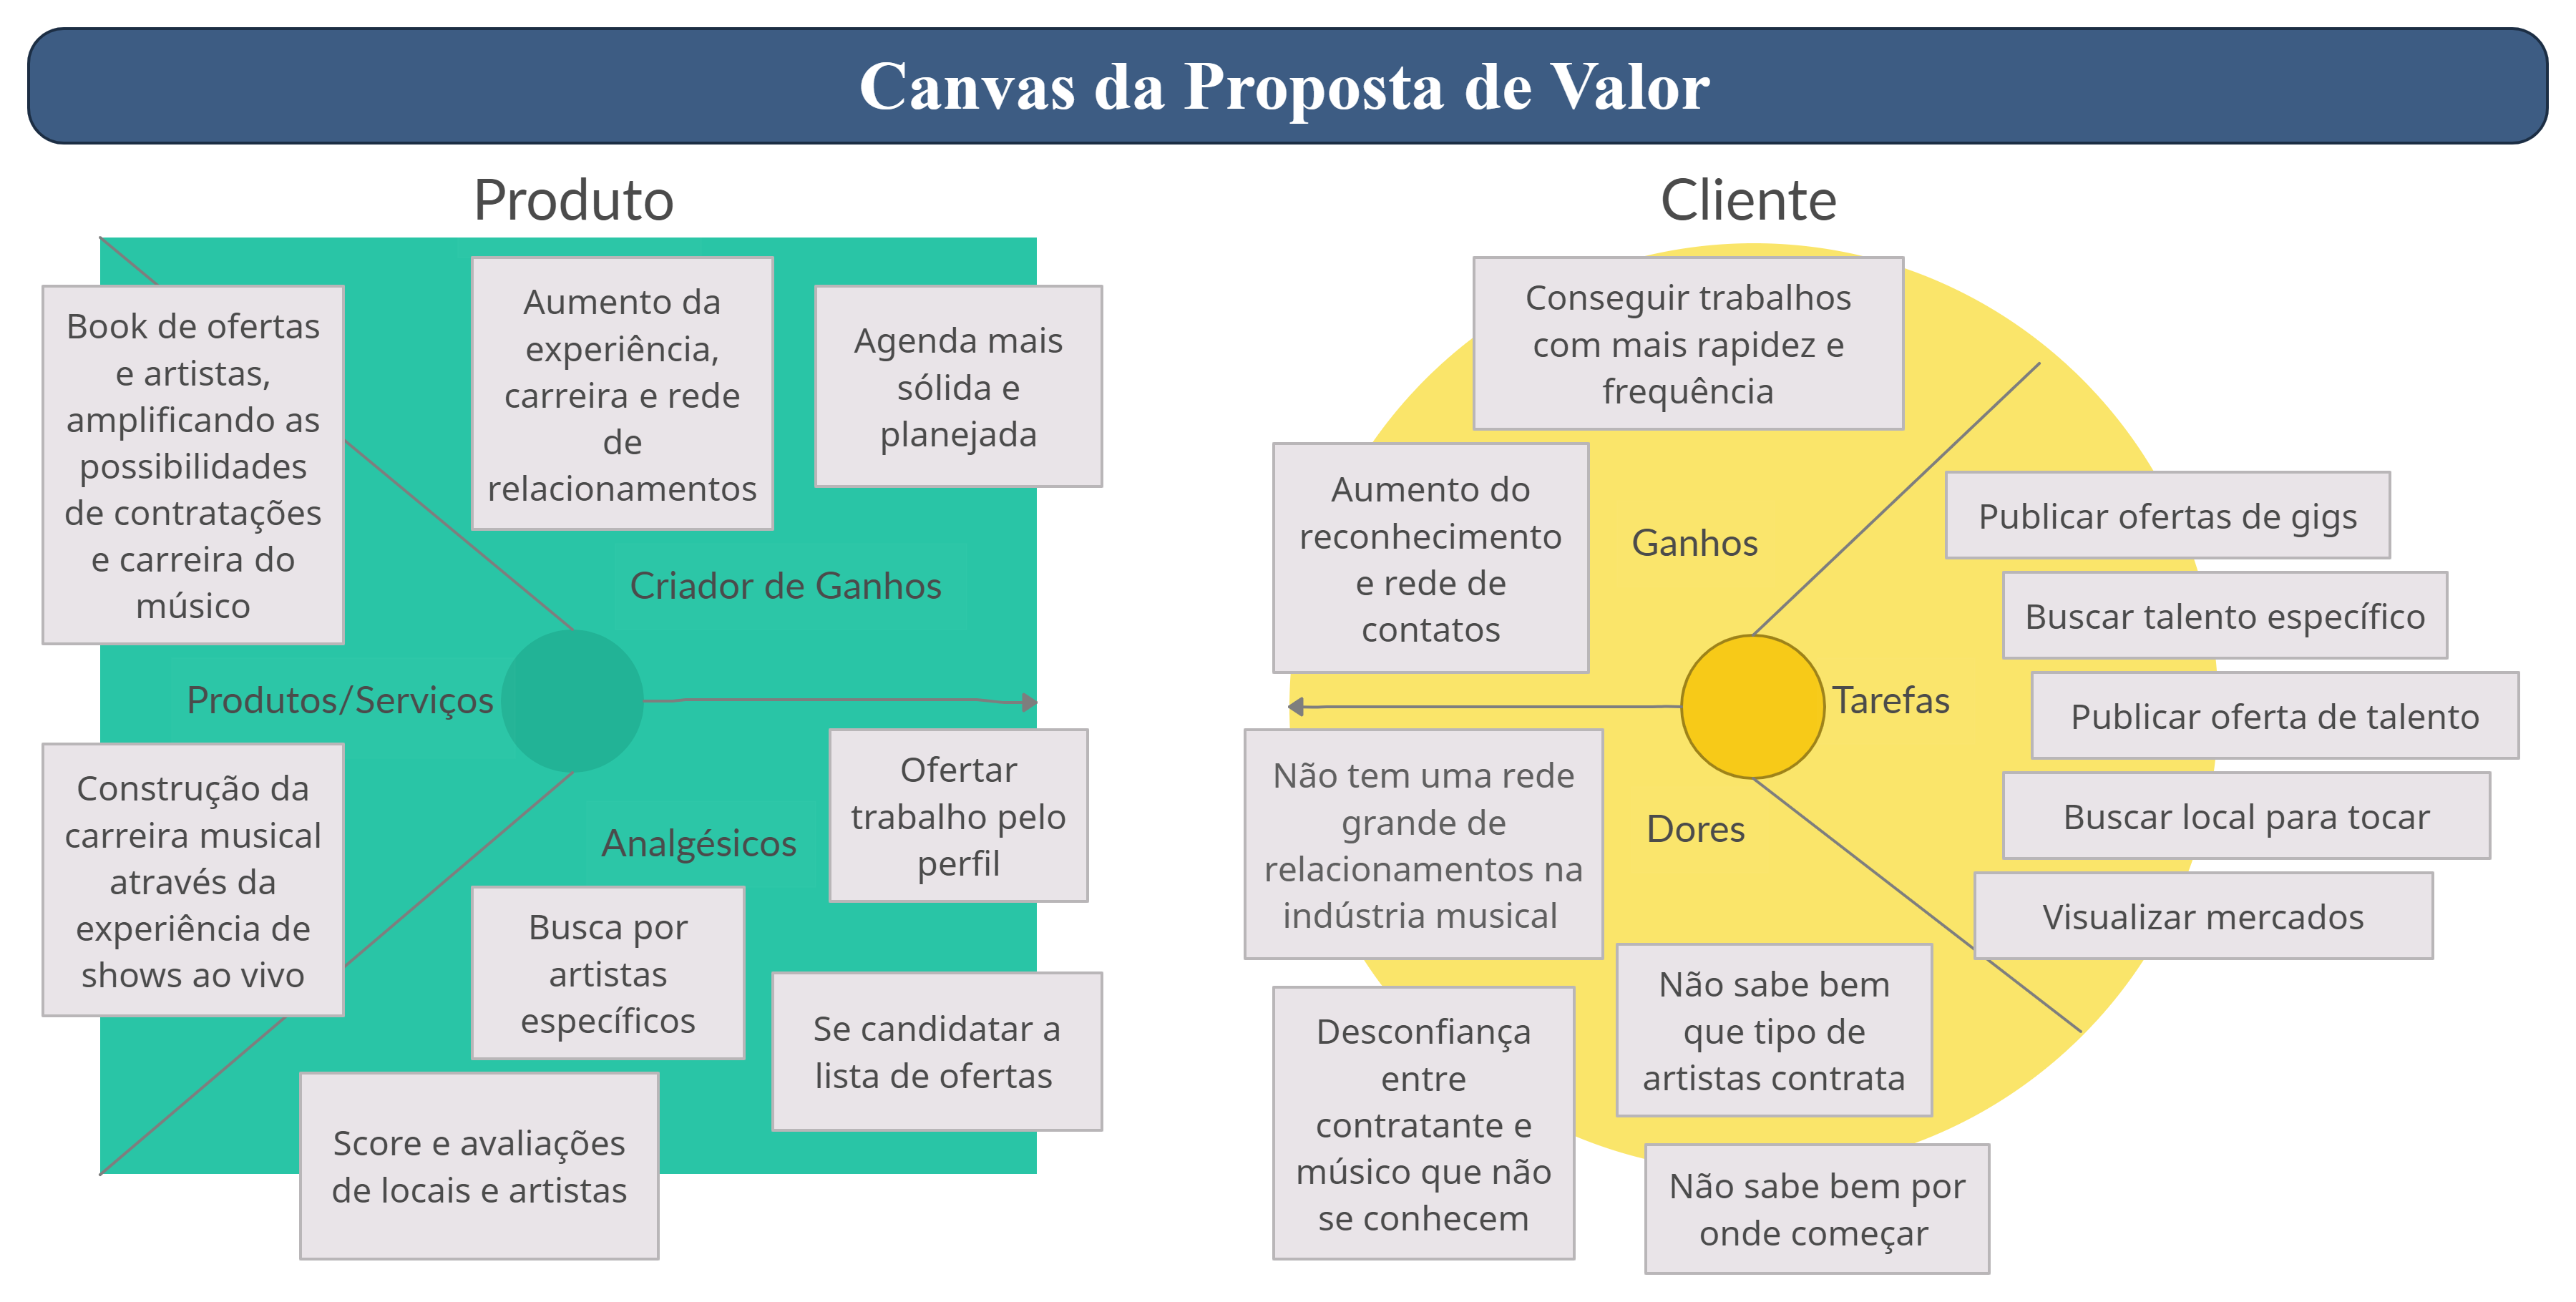 Canvas da Proposta de Valor
Produto
Book de ofertas
e artistas,
amplificando as
possibilidades
de contratações
e carreira do
músico
Aumento da
experiência,
carreira e rede
de
relacionamentos
Agenda mais
sólida e
planejada
Criador de Ganhos
Produtos/Serviços
Construção da
carreira musical
através da
experiência de
shows ao vivo
Analgésicos
Ofertar
trabalho pelo
perfil
Busca por
artistas
específicos
Se candidatar a
lista de ofertas
Score e avaliações
de locais e artistas
Cliente
Conseguir trabalhos
com mais rapidez e
frequência
Aumento do
reconhecimento
e rede de
contatos
Ganhos
Publicar ofertas de gigs
Buscar talento específico
Tarefas
Publicar oferta de talento
Buscar local para tocar
Visualizar mercados
Dores
Não tem uma rede
grande de
relacionamentos na
indústria musical
Não sabe bem
que tipo de
artistas contrata
Desconfiança
entre
contratante e
músico que não
se conhecem
Não sabe bem por
onde começar